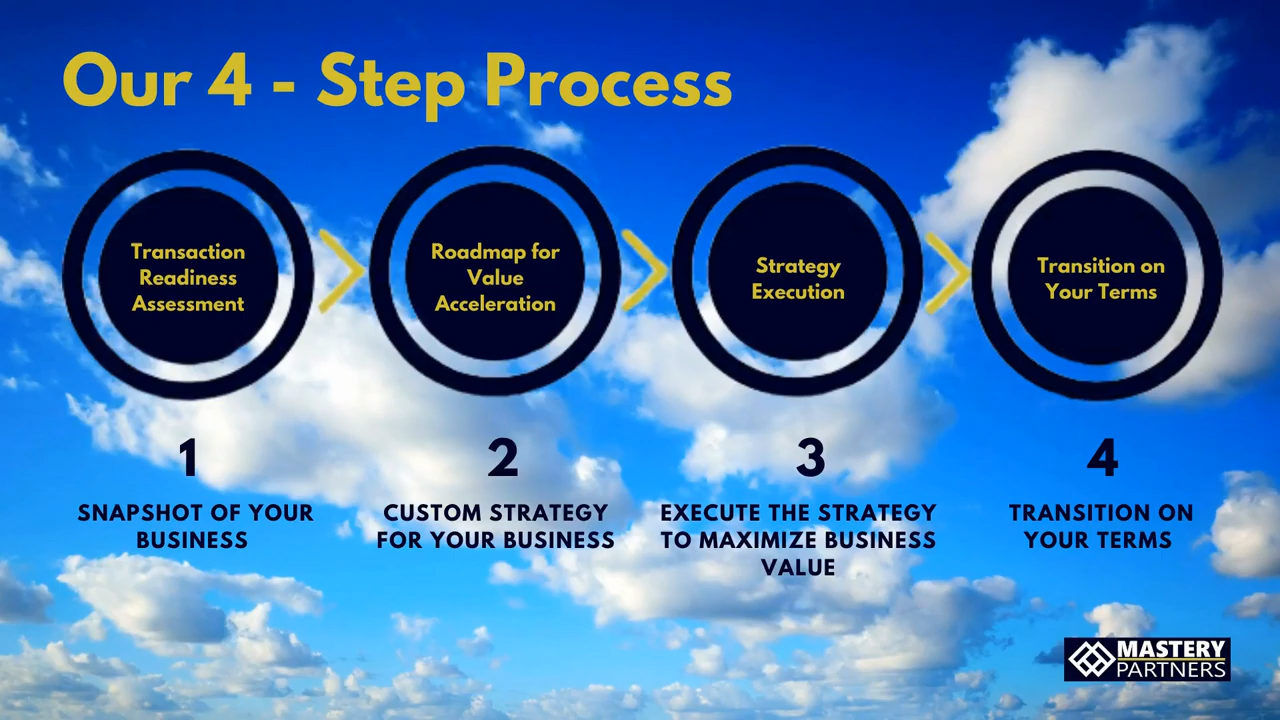 Our 4 - Step Process
Transaction
Readiness
Assessment
Roadmap for
Value
Acceleration
Strategy
Execution
Transition on
Your Terms
1
SNAPSHOT OF YOUR
BUSINESS
2
CUSTOM STRATEGY
FOR YOUR BUSINESS
3
EXECUTE THE STRATEGY
TO MAXIMIZE BUSINESS
VALUE
4
TRANSITION ON
YOUR TERMS
MASTERY
PARTNERS